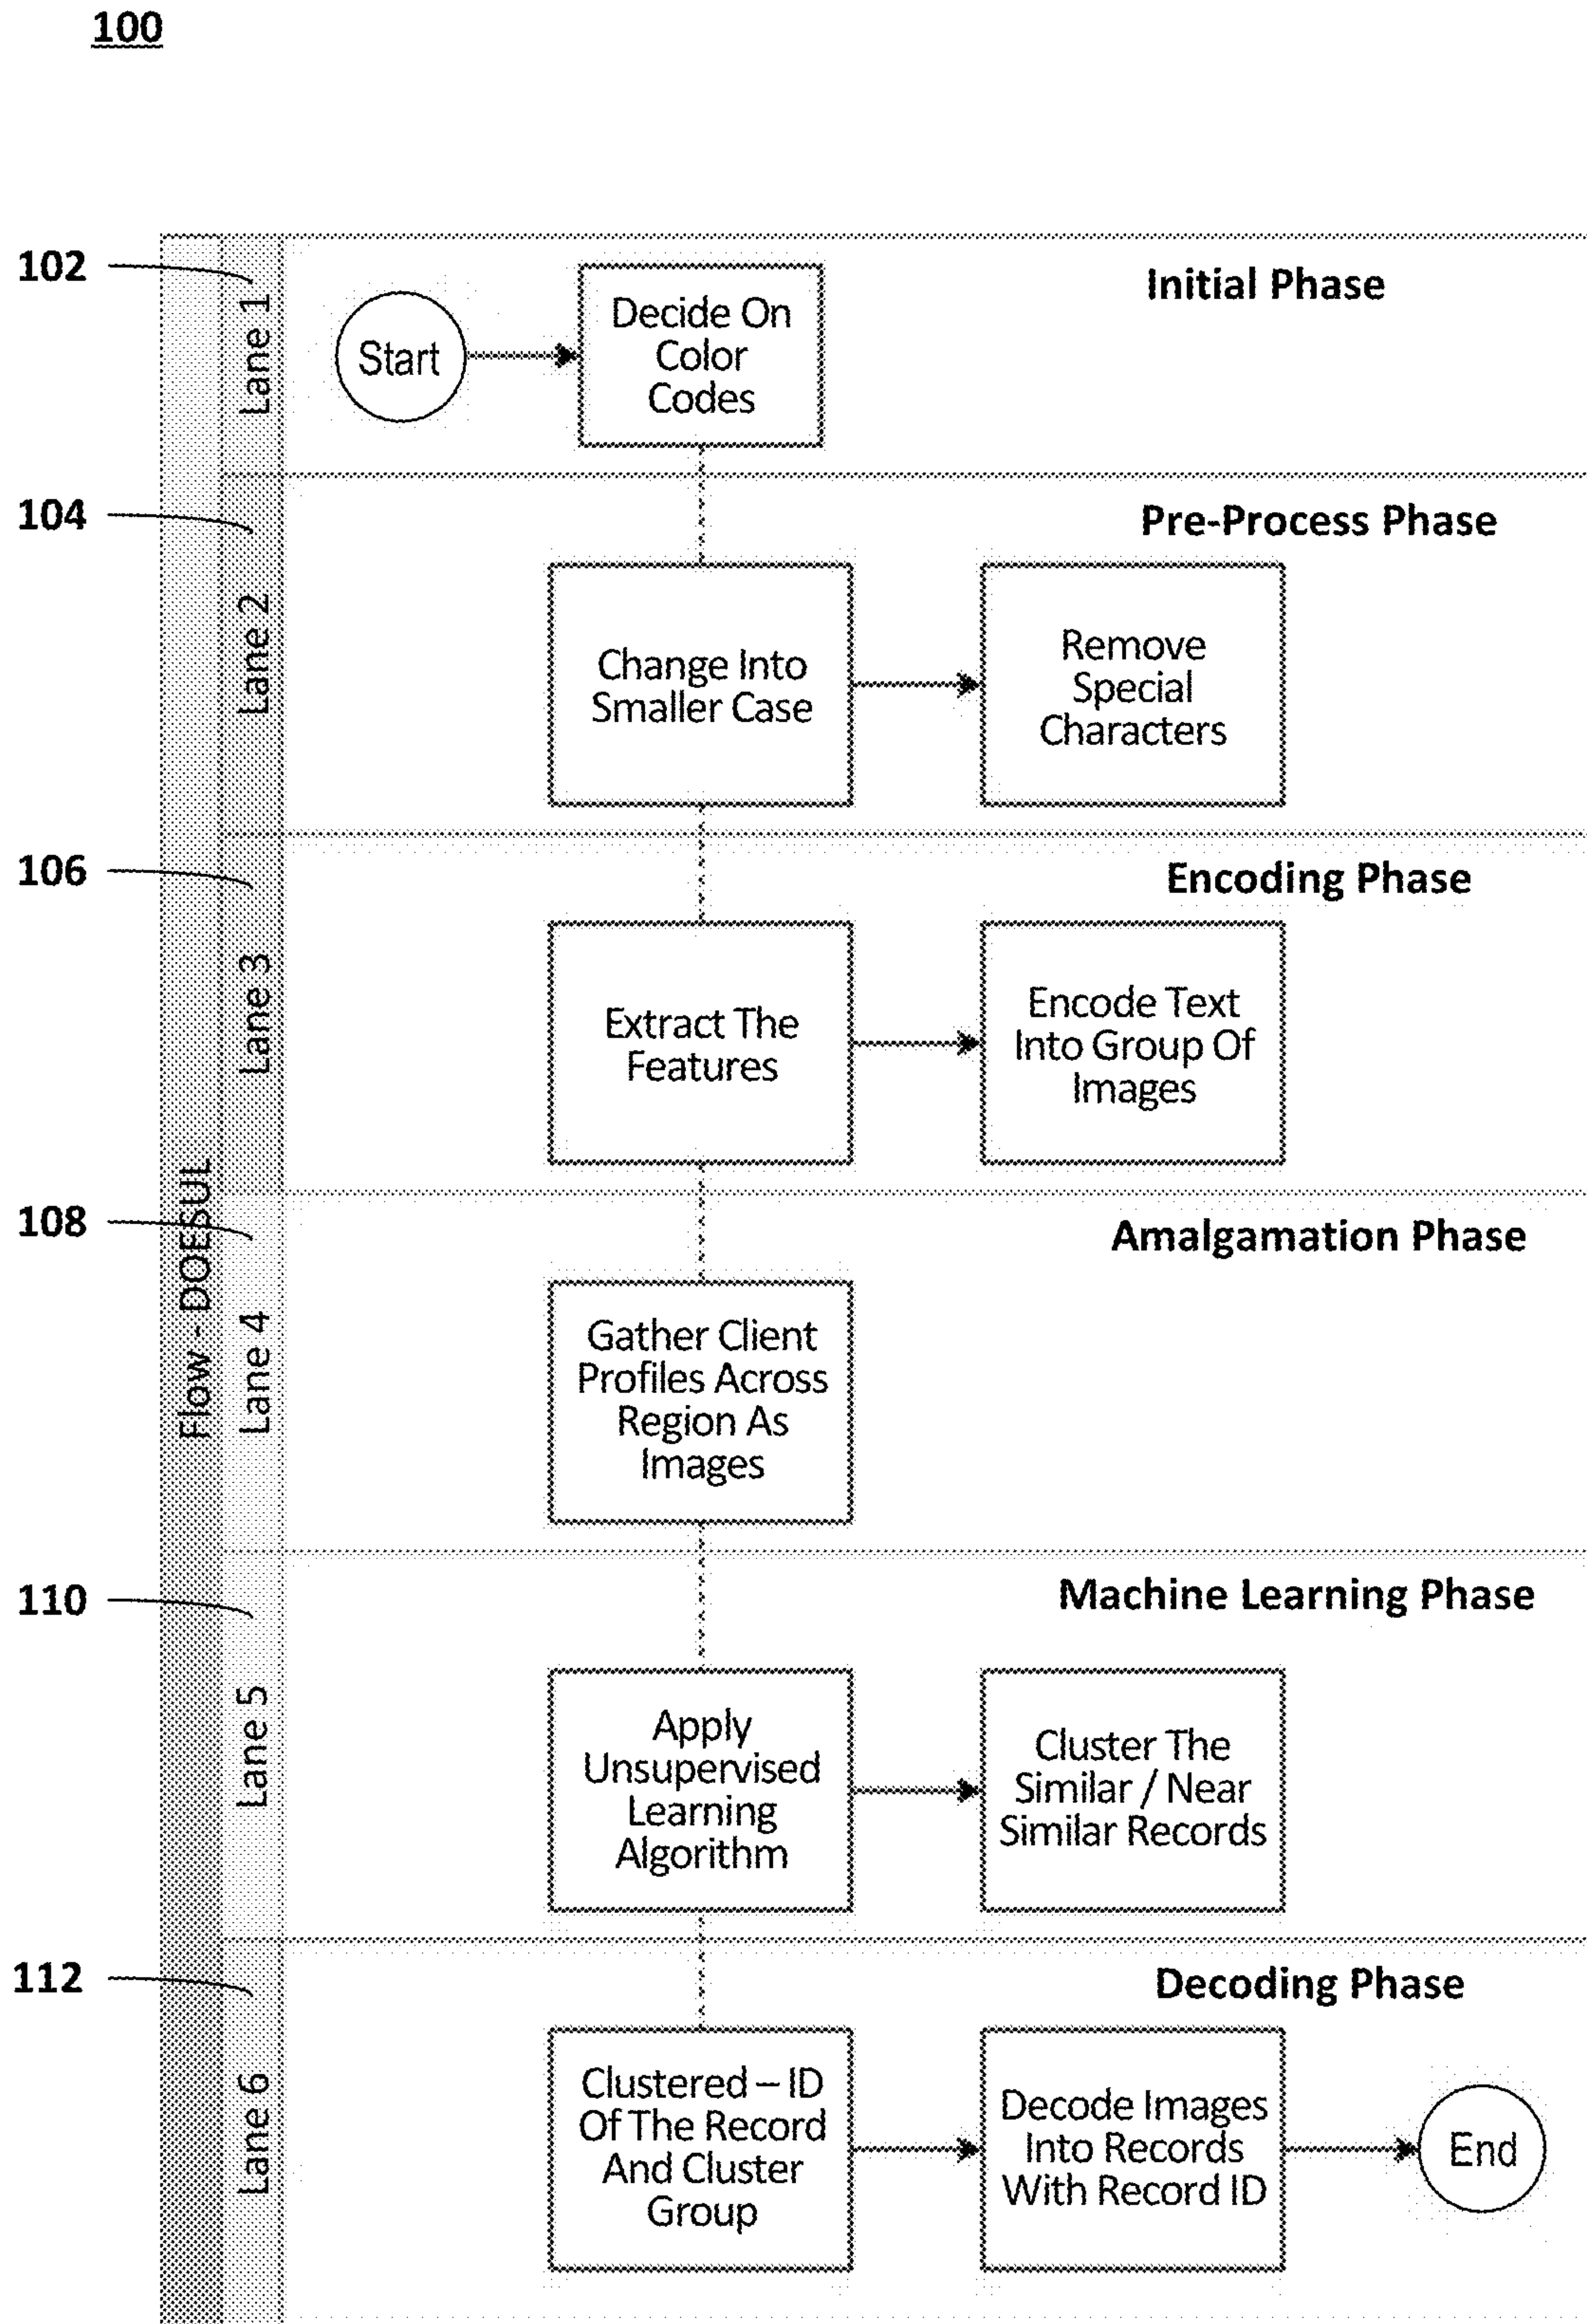 100
Flow - DOESUL
102
Lane 1
Initial Phase
Start
Decide On
Color
Codes
104
Lane 2
Pre-Process Phase
Change Into
Smaller Case
Remove
Special
Characters
106
Lane 3
Encoding Phase
Extract The
Features
Encode Text
Into Group Of
Images
108
Lane 4
Amalgamation Phase
Gather Client
Profiles Across
Region As
Images
110
Lane 5
Machine Learning Phase
Apply
Unsupervised
Learning
Algorithm
Cluster The
Similar / Near
Similar Records
112
Lane 6
Decoding Phase
Clustered – ID
Of The Record
And Cluster
Group
Decode Images
Into Records
With Record ID
End